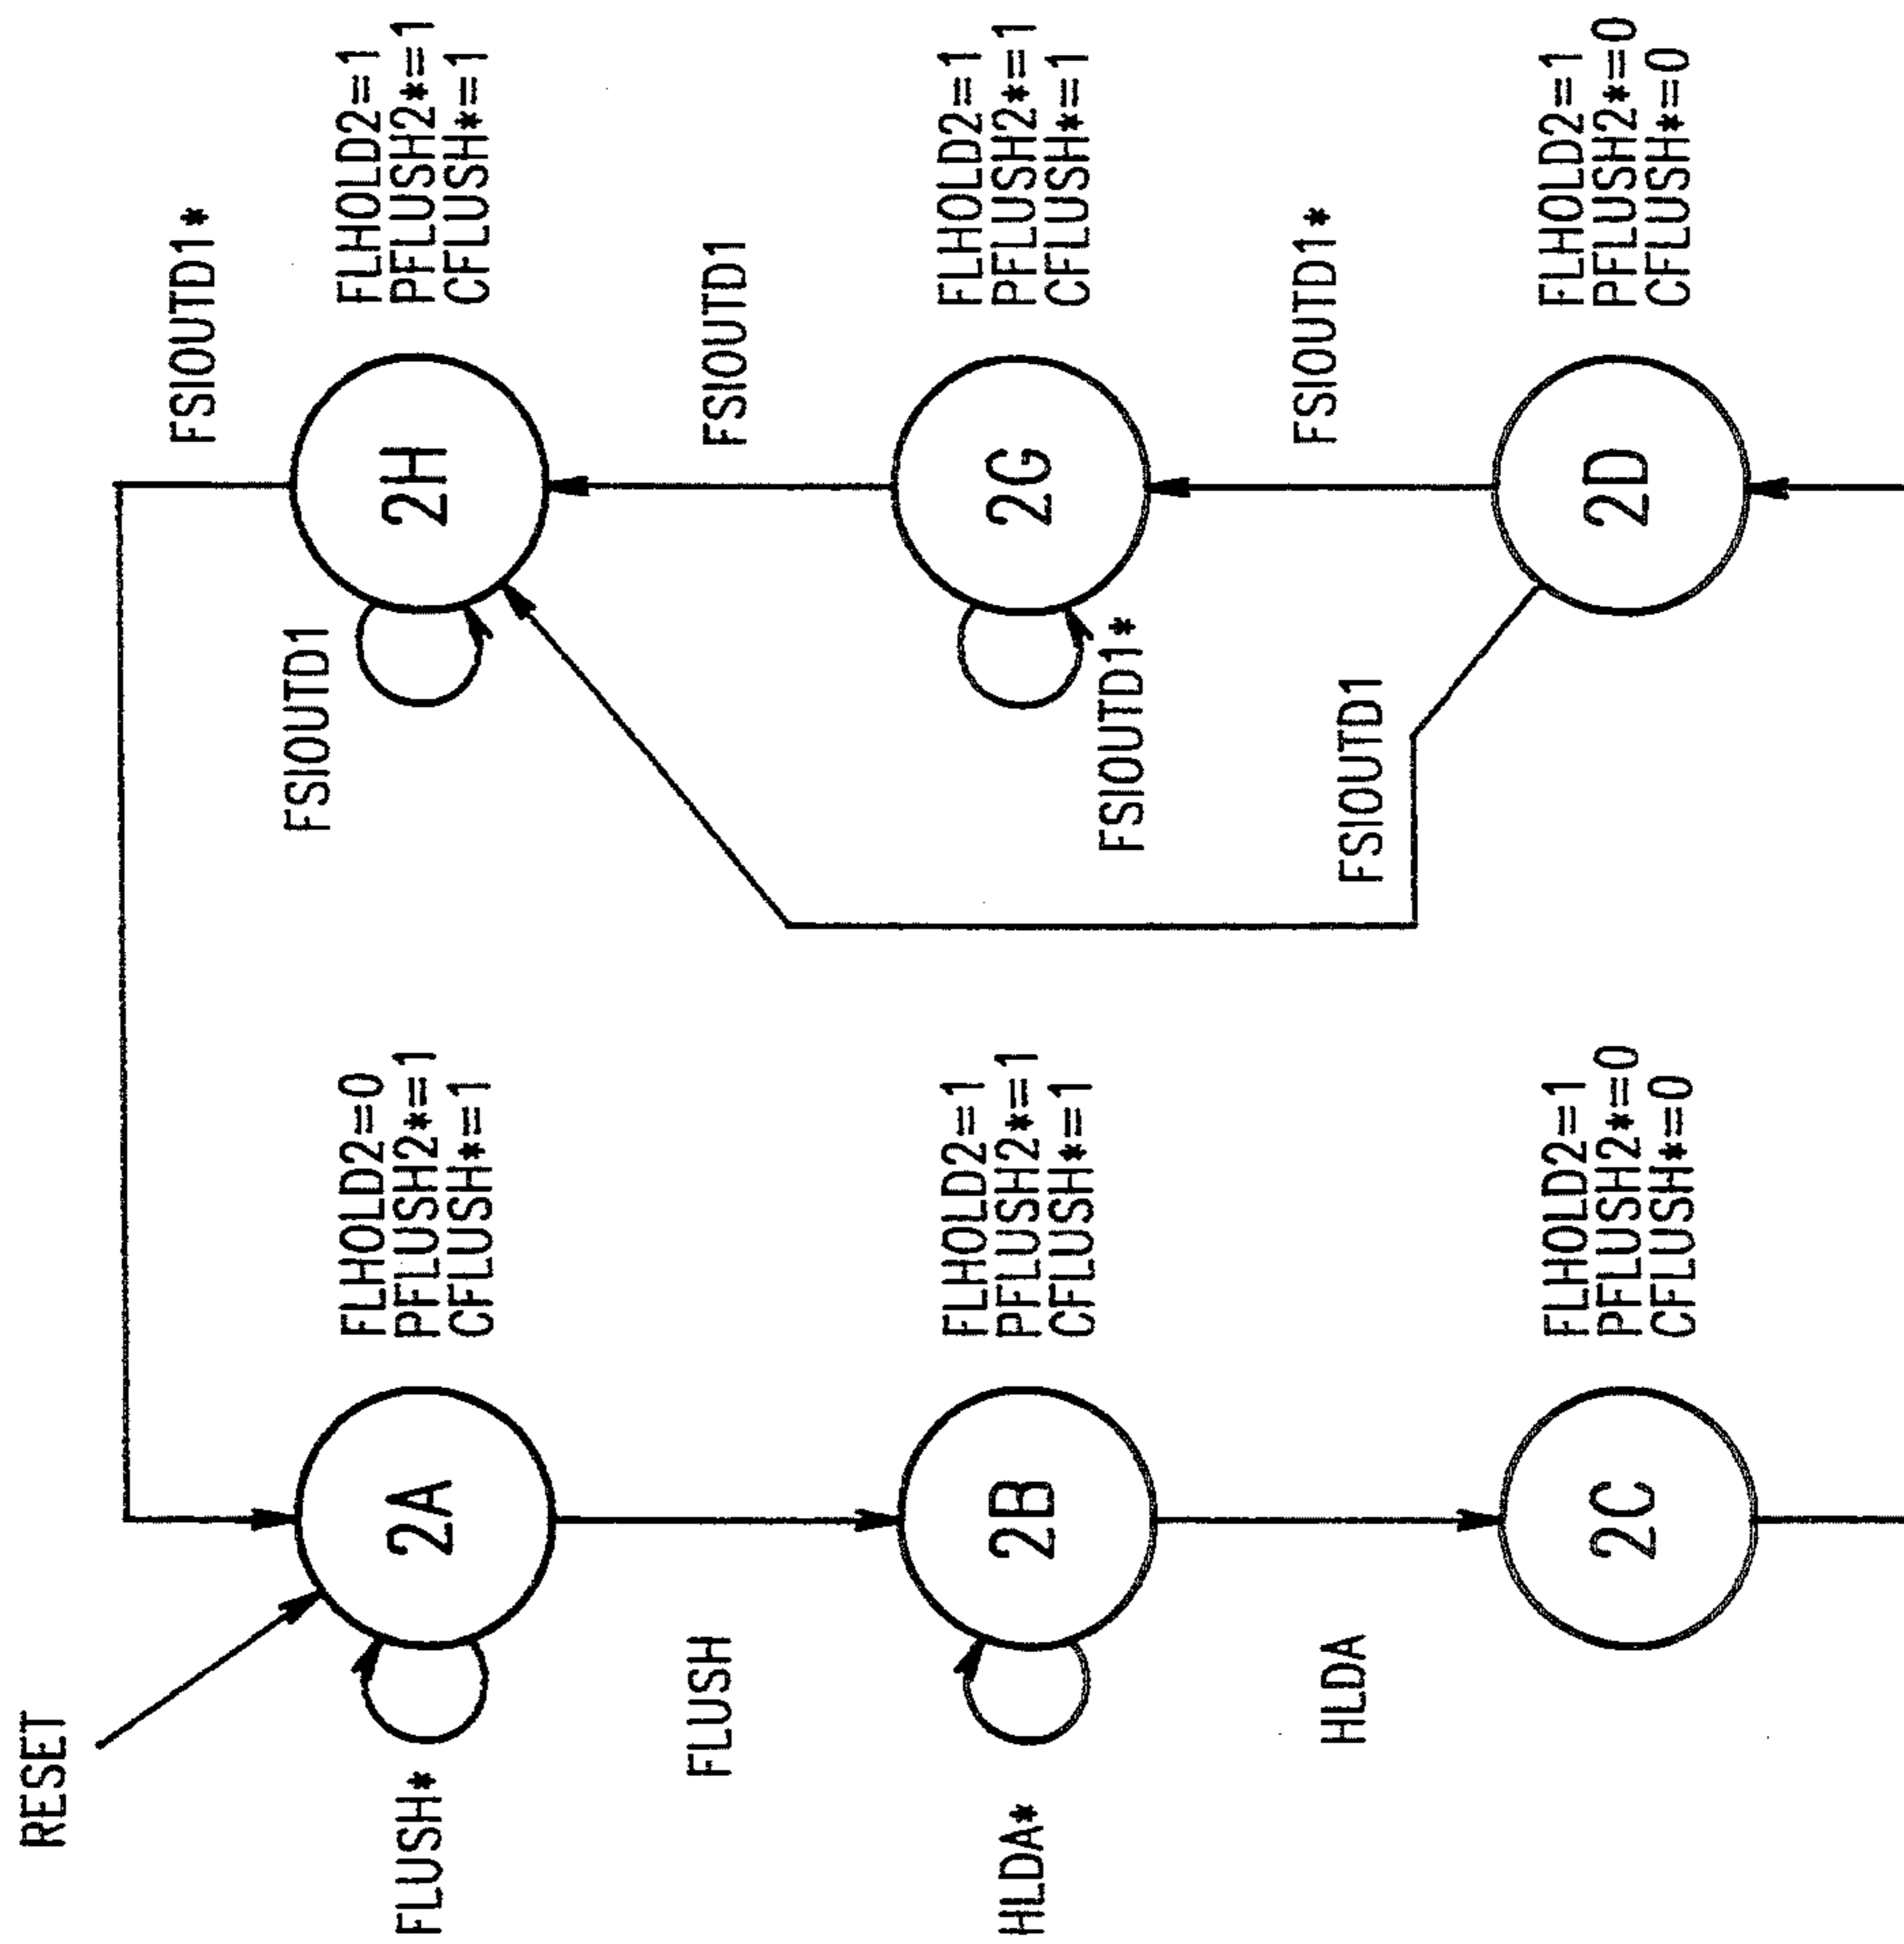 RESET
FLUSH*
2A
FLHOLD2=0
PFLUSH2*=1
CFLUSH*=1
FLUSH
HLDA*
2B
FLHOLD2=1
PFLUSH2*=1
CFLUSH*=1
HLDA
2C
FLHOLD2=1
PFLUSH2*=0
CFLUSH*=0
FSIOUTD1*
FSIOUTD1
2H
FLHOLD2=1
PFLUSH2*=1
CFLUSH*=1
FSIOUTD1
2G
FLHOLD2=1
PFLUSH2*=1
CFLUSH*=1
FSIOUTD1*
FSIOUTD1*
FSIOUTD1
2D
FLHOLD2=1
PFLUSH2*=0
CFLUSH*=0